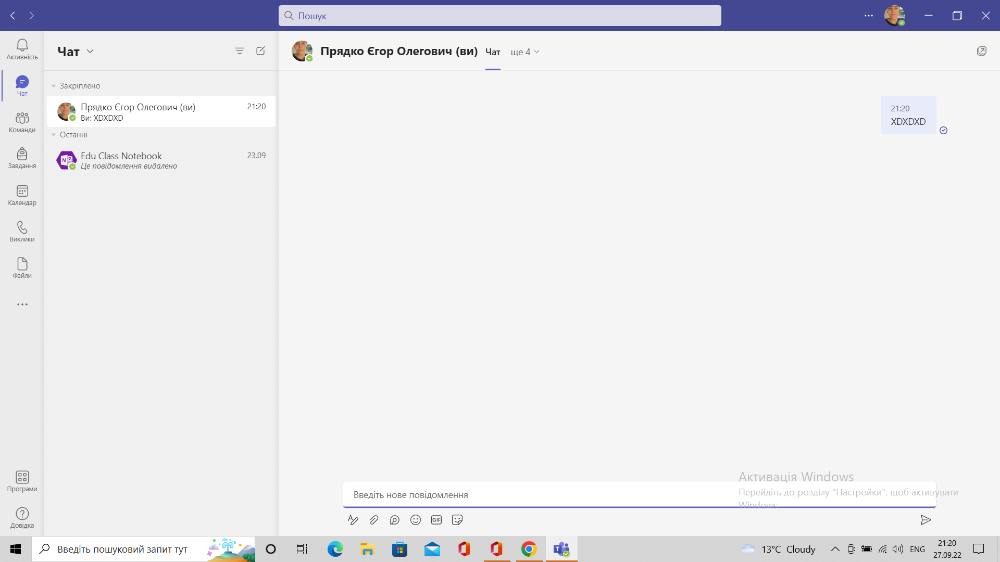 Пошук
Активність
Чат
Команди
Завдання
Календар
Виклики
Файли
Програми
Довідка
Чат
Закріплено
Прядко Єгор Олегович (ви) 21:20
Ви: XDXDXD
Останні
Edu Class Notebook 23.09
Це повідомлення видалено
Прядко Єгор Олегович (ви) Чат ще 4
21:20
XDXDXD
Введіть нове повідомлення
GIF
Активація Windows
Перейдіть до розділу "Настройки", щоб активувати
Windows.
Введіть пошуковий запит тут
13°C Cloudy
ENG
21:20
27.09.22